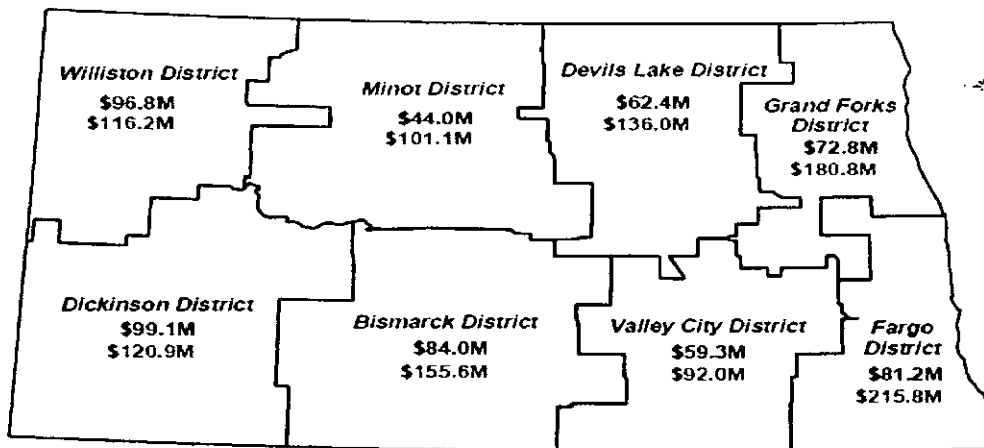 Williston District
$96.8M
$116.2M
Minot District
$44.0M
$101.1M
Devils Lake District
$62.4M
$136.0M
Grand Forks
District
$72.8M
$180.8M
Dickinson District
$99.1M
$120.9M
Bismarck District
$84.0M
$155.6M
Valley City District
$59.3M
$92.0M
Fargo
District
$81.2M
$215.8M